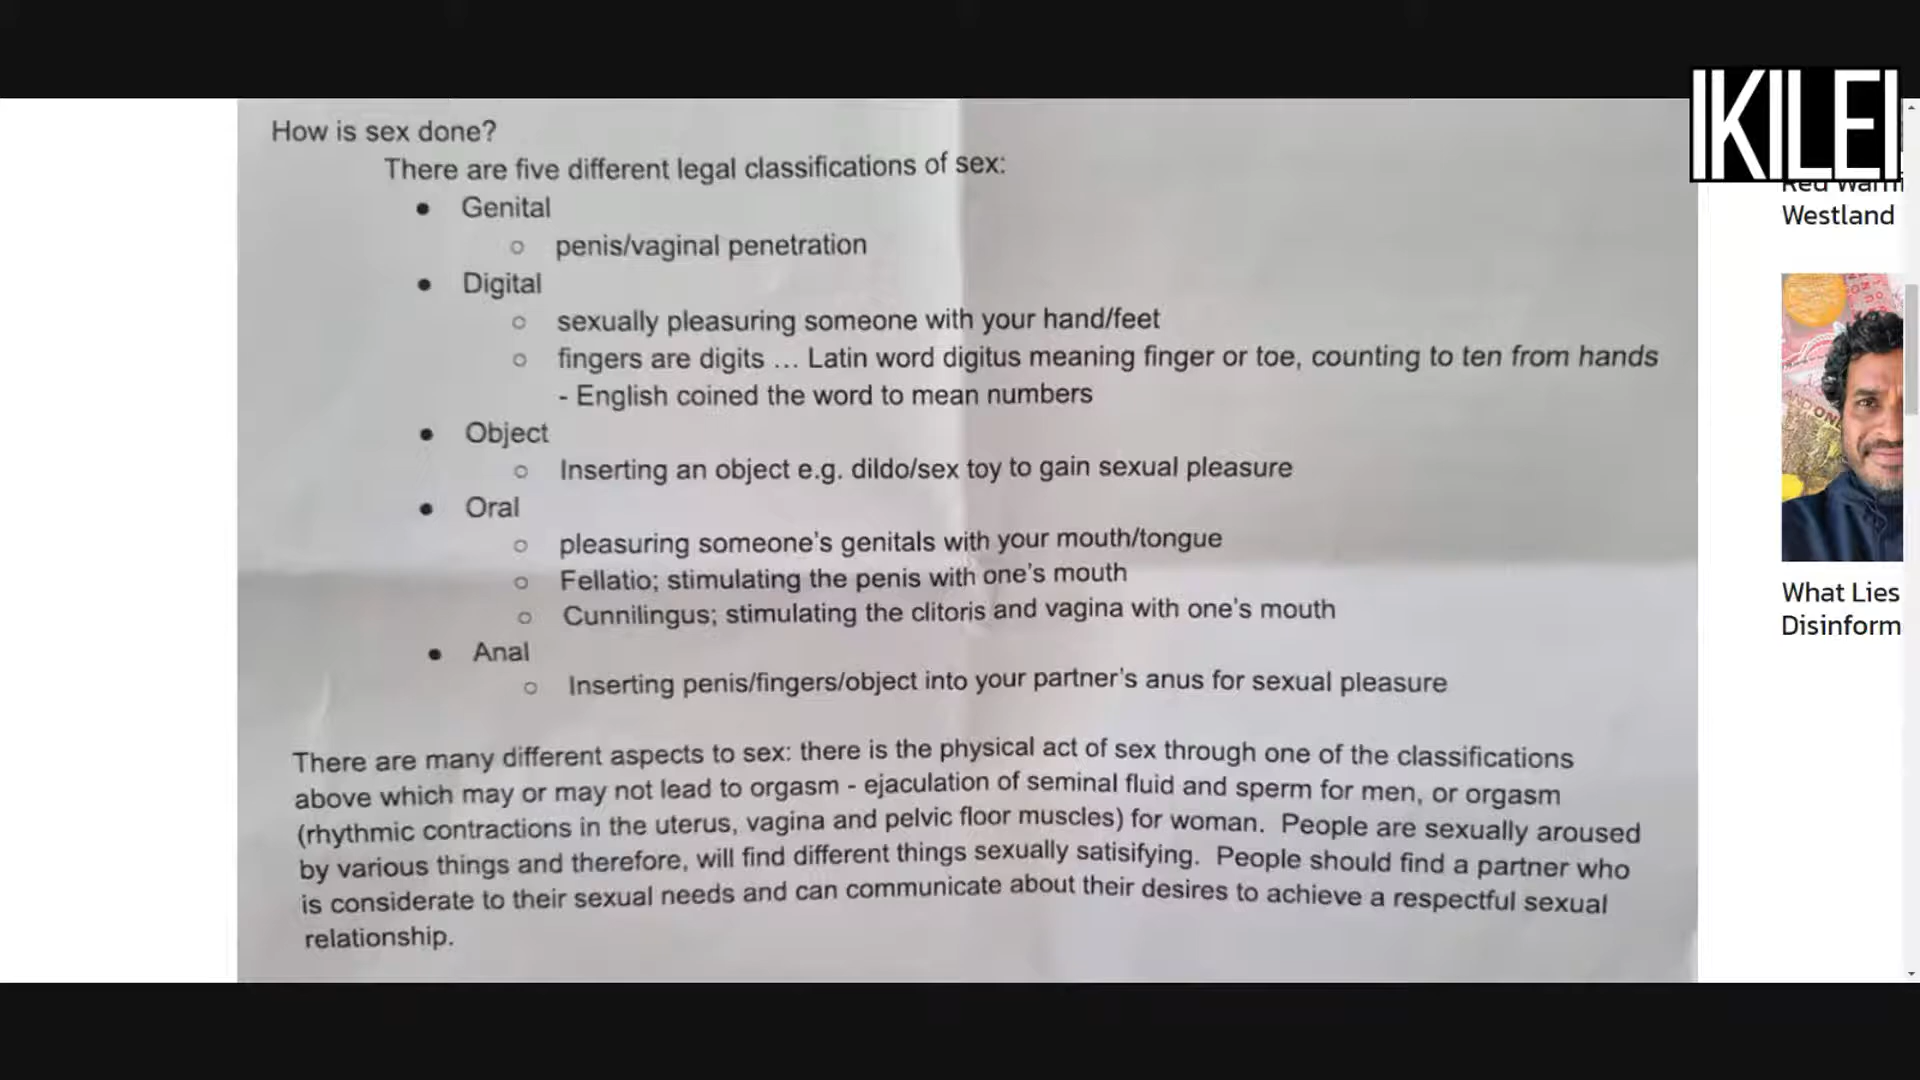 IKILEI
How is sex done?
There are five different legal classifications of sex:
Genital
penis/vaginal penetration
Digital
sexually pleasuring someone with your hand/feet
fingers are digits ... Latin word digitus meaning finger or toe, counting to ten from hands
- English coined the word to mean numbers
Object
Inserting an object e.g. dildo/sex toy to gain sexual pleasure
Oral
pleasuring someone's genitals with your mouth/tongue
Fellatio; stimulating the penis with one's mouth
Cunnilingus; stimulating the clitoris and vagina with one's mouth
Anal
Inserting penis/fingers/object into your partner's anus for sexual pleasure
There are many different aspects to sex: there is the physical act of sex through one of the classifications
above which may or may not lead to orgasm - ejaculation of seminal fluid and sperm for men, or orgasm
(rhythmic contractions in the uterus, vagina and pelvic floor muscles) for woman. People are sexually aroused
by various things and therefore, will find different things sexually satisifying. People should find a partner who
is considerate to their sexual needs and can communicate about their desires to achieve a respectful sexual
relationship.
Red
Westland
What Lies
Disinform